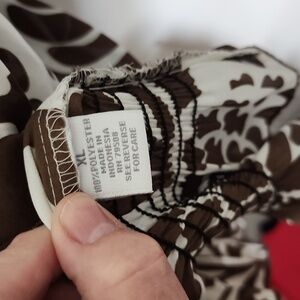 XL
100% POLYESTER
MADE IN
INDONESIA
RN 79508
SEE REVERSE
FOR CARE